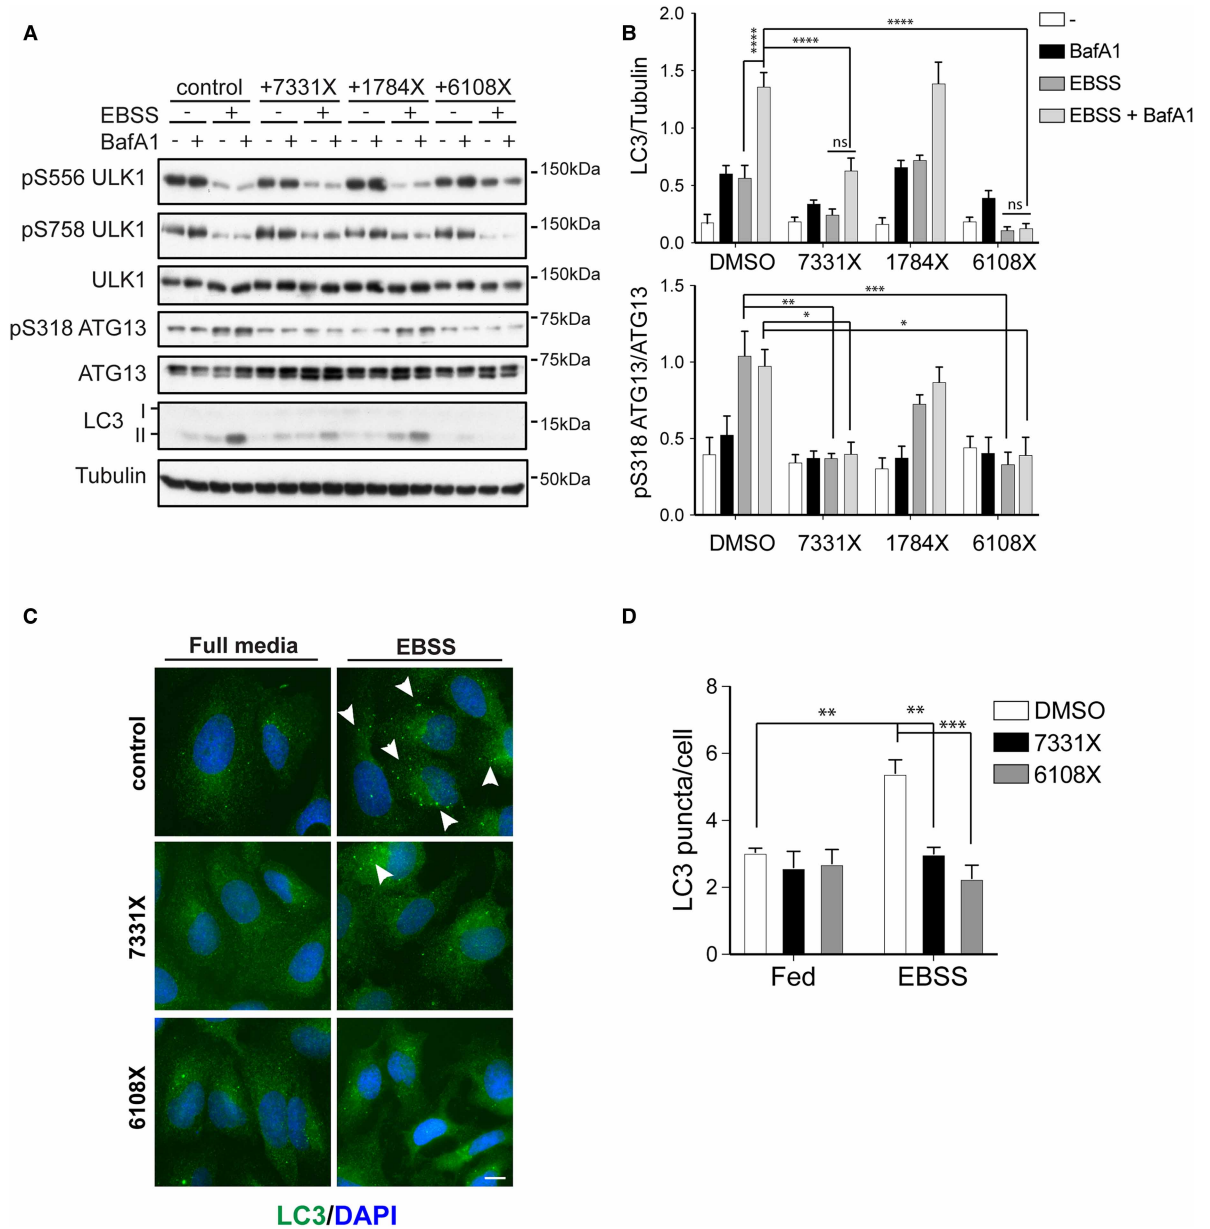 A
control +7331X +1784X +6108X
EBSS - + - + - + - +
BafA1 - + - + - + - + - + - + - + - +
pS556 ULK1 -150kDa
pS758 ULK1 -150kDa
ULK1 -150kDa
pS318 ATG13 -75kDa
ATG13 -75kDa
LC3 I II -15kDa
Tubulin -50kDa
B
LC3/Tubulin
2.0
1.5
1.0
0.5
0.0
**** **** ****
ns ns
DMSO 7331X 1784X 6108X
-
BafA1
EBSS
EBSS + BafA1
pS318 ATG13/ATG13
1.5
1.0
0.5
0.0
***
**
*
*
DMSO 7331X 1784X 6108X
C
Full media EBSS
control
7331X
6108X
LC3/DAPI
D
LC3 puncta/cell
8
6
4
2
0
** ** ***
Fed EBSS
DMSO
7331X
6108X